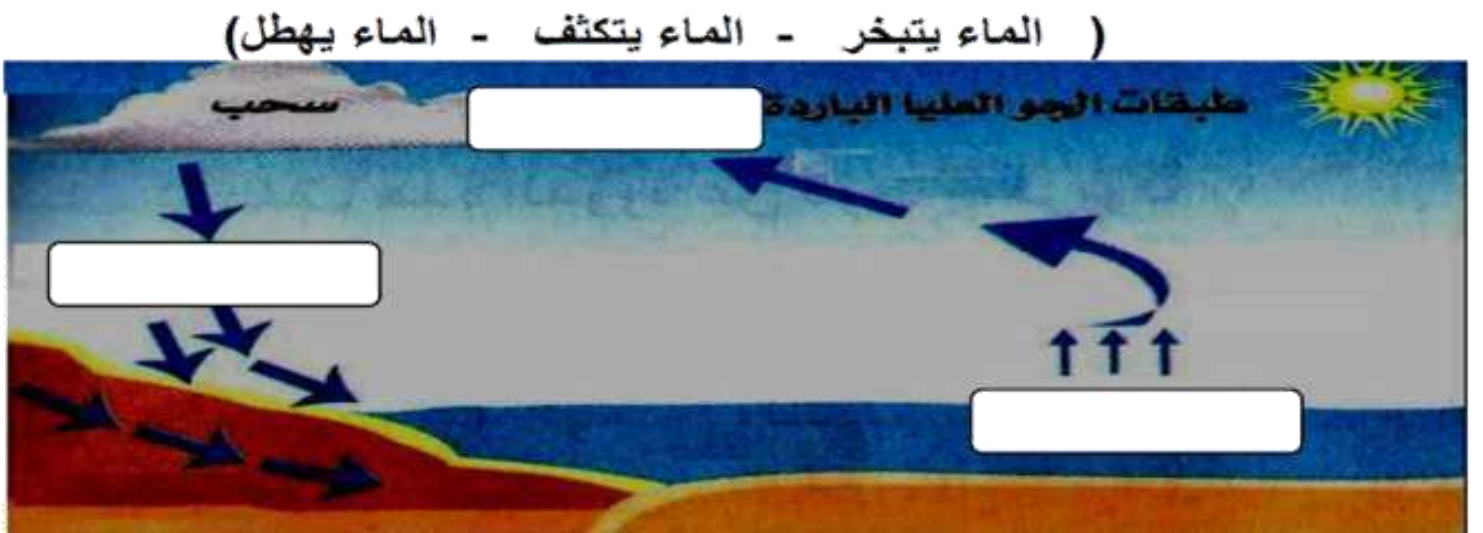 ( الماء يتبخر - الماء يتكثف - الماء يهطل)
طبقات الجو العليا الباردة
سحب